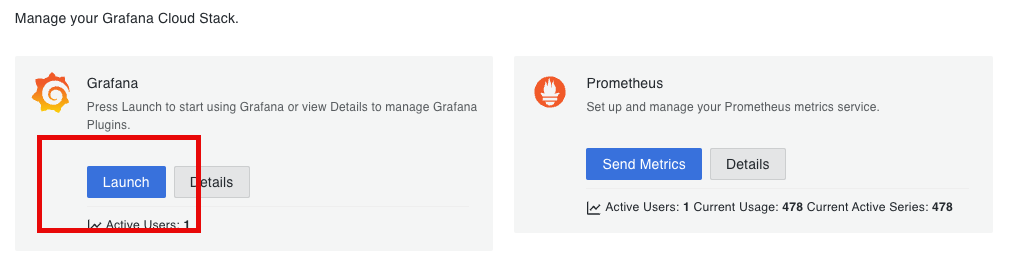 Manage your Grafana Cloud Stack.
Grafana
Press Launch to start using Grafana or view Details to manage Grafana
Plugins.
Launch
Details
Active Users: 1
Prometheus
Set up and manage your Prometheus metrics service.
Send Metrics
Details
Active Users: 1 Current Usage: 478 Current Active Series: 478